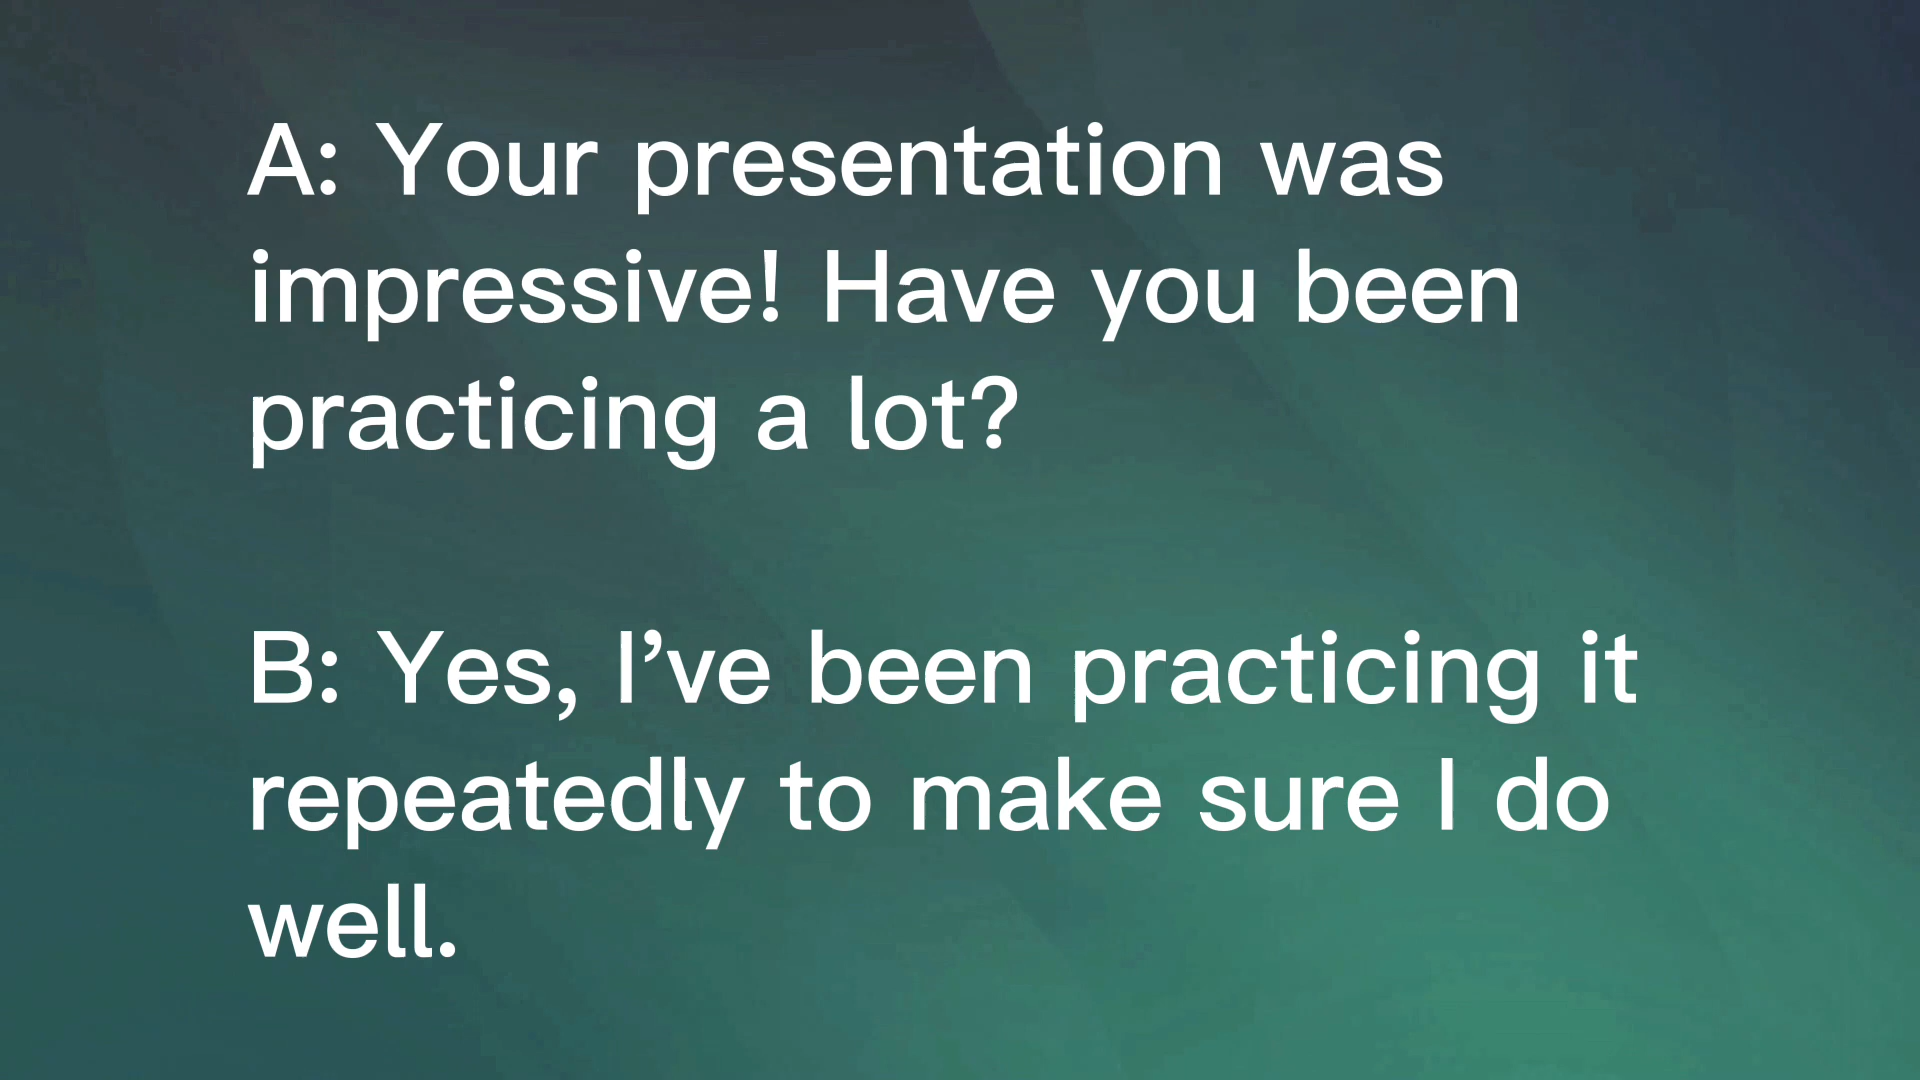 A: Your presentation was
impressive! Have you been
practicing a lot?
B: Yes, I’ve been practicing it
repeatedly to make sure I do
well.